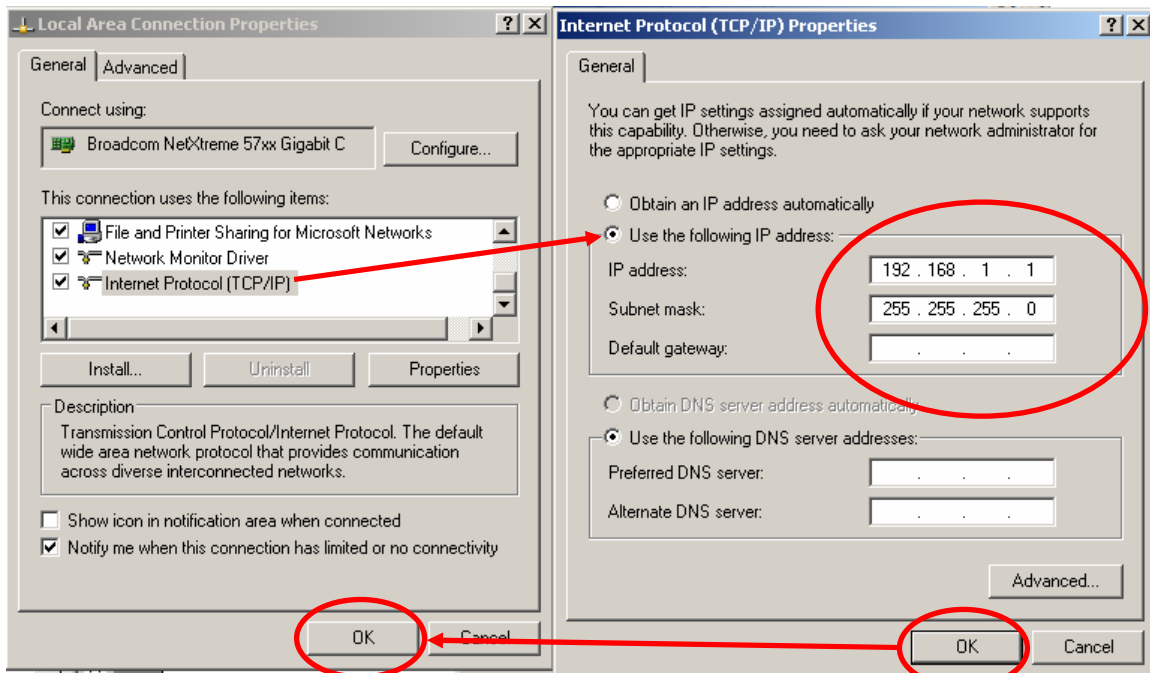 Local Area Connection Properties
General
Advanced
Connect using:
Broadcom NetXtreme 57xx Gigabit C
Configure...
This connection uses the following items:
File and Printer Sharing for Microsoft Networks
Network Monitor Driver
Internet Protocol (TCP/IP)
Install...
Uninstall
Properties
Description
Transmission Control Protocol/Internet Protocol. The default
wide area network protocol that provides communication
across diverse interconnected networks.
Show icon in notification area when connected
Notify me when this connection has limited or no connectivity
OK
Cancel
Internet Protocol (TCP/IP) Properties
General
You can get IP settings assigned automatically if your network supports
this capability. Otherwise, you need to ask your network administrator for
the appropriate IP settings.
Obtain an IP address automatically
Use the following IP address:
IP address:
192 . 168 . 1 . 1
Subnet mask:
255 . 255 . 255 . 0
Default gateway:
. . .
Obtain DNS server address automatically
Use the following DNS server addresses:
Preferred DNS server:
. . .
Alternate DNS server:
. . .
Advanced...
OK
Cancel